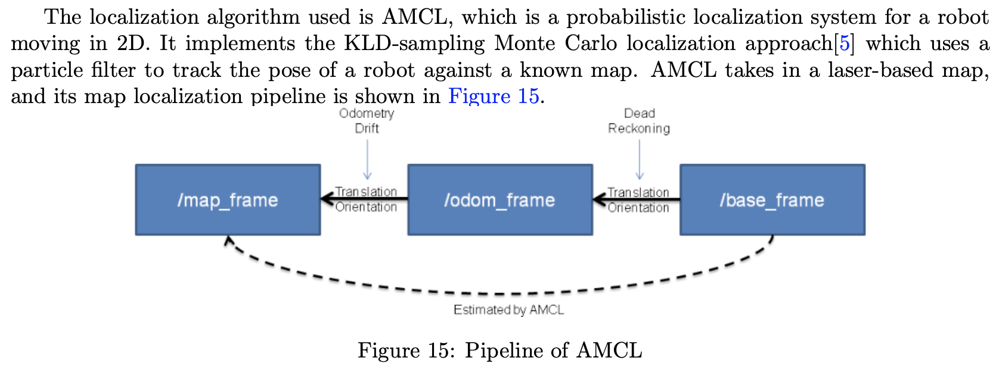 The localization algorithm used is AMCL, which is a probabilistic localization system for a robot
moving in 2D. It implements the KLD-sampling Monte Carlo localization approach[5] which uses a
particle filter to track the pose of a robot against a known map. AMCL takes in a laser-based map,
and its map localization pipeline is shown in Figure 15.
Odometry
Drift
Dead
Reckoning
/map_frame
Translation
Orientation
/odom_frame
Translation
Orientation
/base_frame
Estimated by AMCL
Figure 15: Pipeline of AMCL